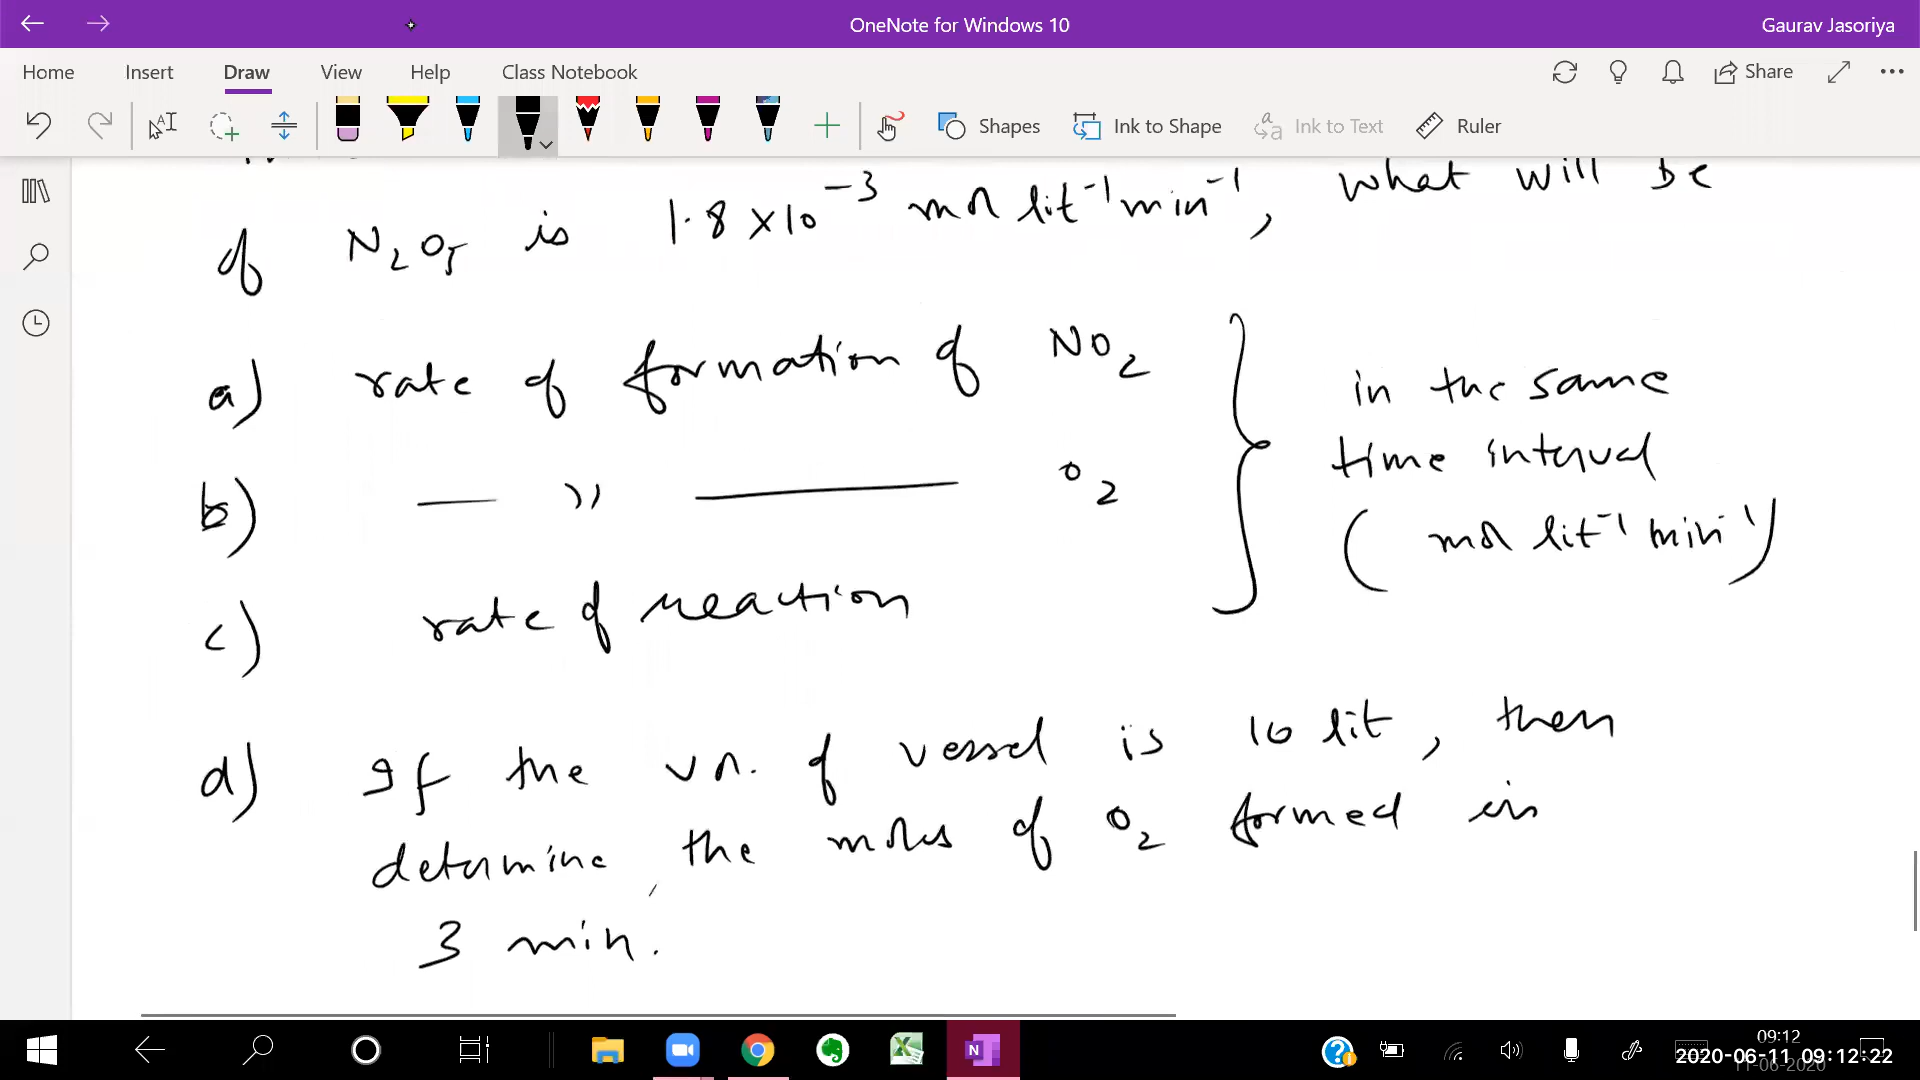 OneNote for Windows 10
Gaurav Jasoriya
Home Insert Draw View Help Class Notebook
Share
Shapes Ink to Shape Ink to Text Ruler
of N2O5 is 1.8 x 10^-3 mol lit^-1 min^-1, what will be
a) rate of formation of NO2
b) — " — O2
c) rate of reaction
} in the same
time interval
(mol lit^-1 min^-1)
d) If the vol. of vessel is 10 lit, then
determine the moles of O2 formed in
3 min.
09:12
2020-06-11 09:12:22
11-06-2020